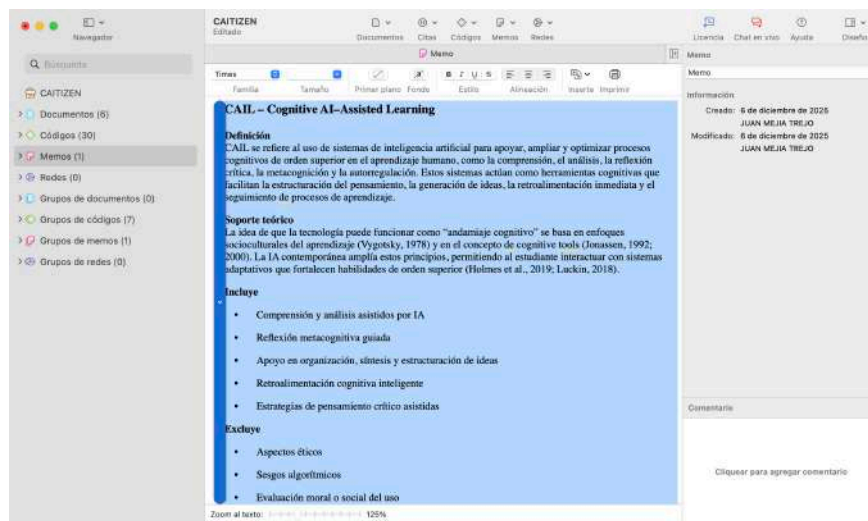 CAITIZEN
Editado
Navegador
Documentos
Citas
Códigos
Memos
Redes
Licencia
Chat en vivo
Ayuda
Diseño
Memo
Memo
Búsqueda
Memo
Times
B I U S
Familia
Tamaño
Primer plano
Fondo
Estilo
Alineación
Inserte
Imprimir
CAITIZEN
Documentos (6)
Códigos (30)
Memos (1)
Redes (0)
Grupos de documentos (0)
Grupos de códigos (7)
Grupos de memos (1)
Grupos de redes (0)
CAIL – Cognitive AI–Assisted Learning
Definición
CAIL se refiere al uso de sistemas de inteligencia artificial para apoyar, ampliar y optimizar procesos
cognitivos de orden superior en el aprendizaje humano, como la comprensión, el análisis, la reflexión
crítica, la metacognición y la autorregulación. Estos sistemas actúan como herramientas cognitivas que
facilitan la estructuración del pensamiento, la generación de ideas, la retroalimentación inmediata y el
seguimiento de procesos de aprendizaje.
Soporte teórico
La idea de que la tecnología puede funcionar como “andamiaje cognitivo” se basa en enfoques
socioculturales del aprendizaje (Vygotsky, 1978) y en el concepto de cognitive tools (Jonassen, 1992;
2000). La IA contemporánea amplía estos principios, permitiendo al estudiante interactuar con sistemas
adaptativos que fortalecen habilidades de orden superior (Holmes et al., 2019; Luckin, 2018).
Incluye
• Comprensión y análisis asistidos por IA
• Reflexión metacognitiva guiada
• Apoyo en organización, síntesis y estructuración de ideas
• Retroalimentación cognitiva inteligente
• Estrategias de pensamiento crítico asistidas
Excluye
• Aspectos éticos
• Sesgos algorítmicos
• Evaluación moral o social del uso
Zoom al texto: 125%
Información
Creado: 6 de diciembre de 2025
JUAN MEJIA TREJO
Modificado: 6 de diciembre de 2025
JUAN MEJIA TREJO
Comentario
Cliquear para agregar comentario